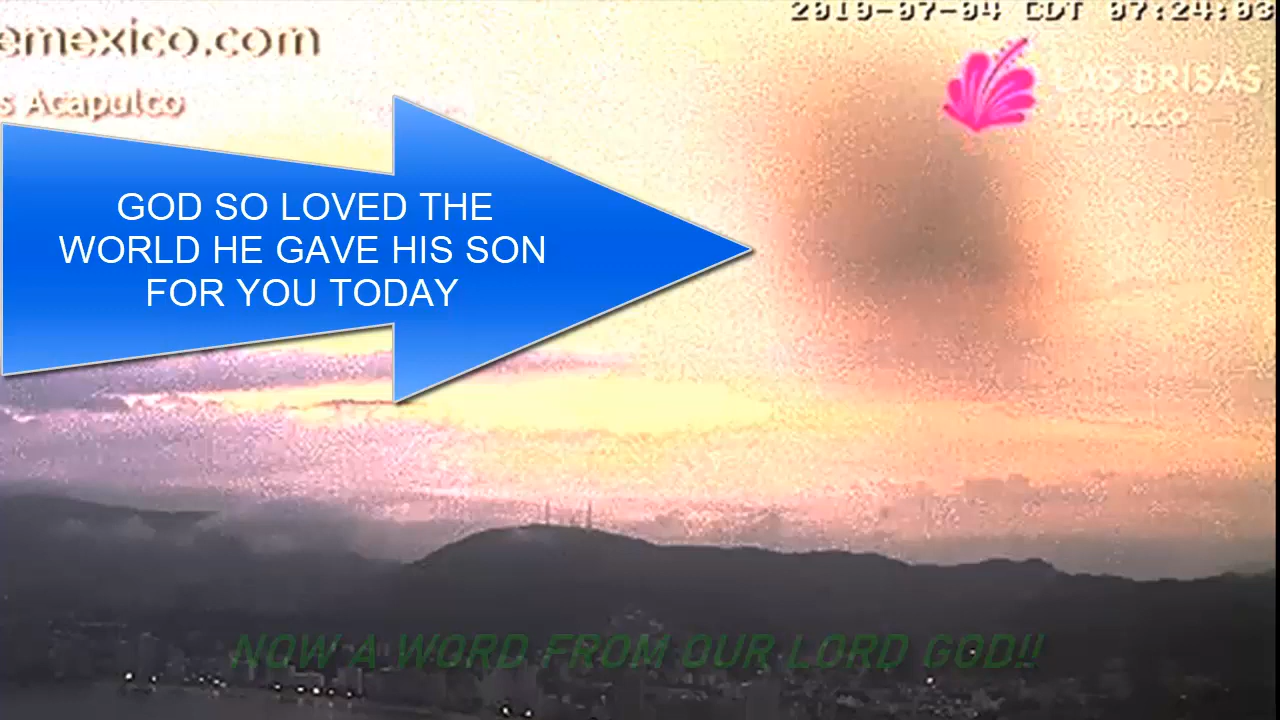 2019-07-04 CDT 07:24:03
emexico.com
s Acapulco
LAS BRISAS
ACAPULCO
GOD SO LOVED THE
WORLD HE GAVE HIS SON
FOR YOU TODAY
NOW A WORD FROM OUR LORD GOD!!